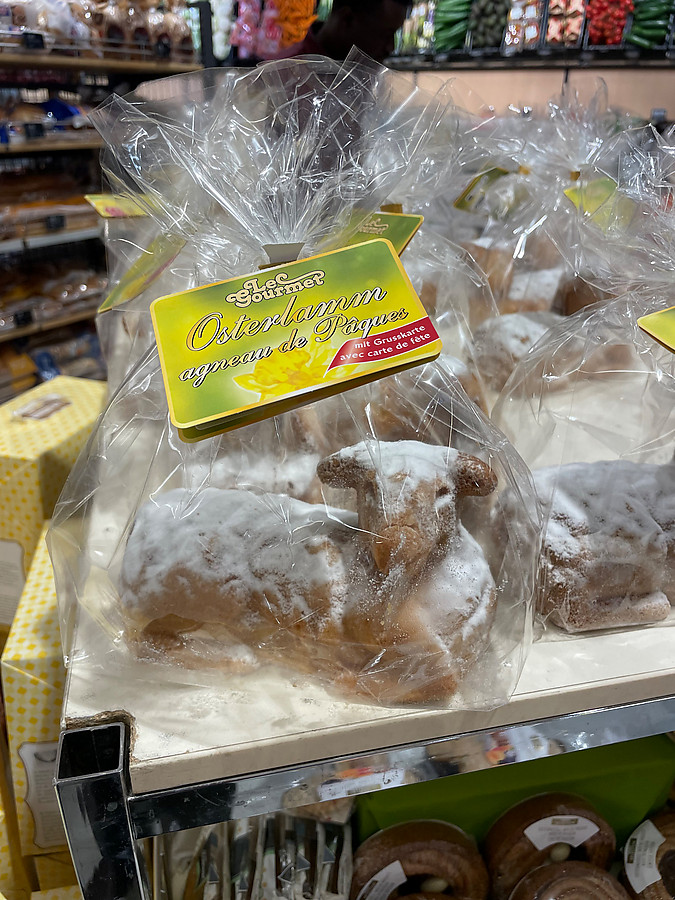 Le
Gourmet
Osterlamm
agneau de Pâques
mit Grusskarte
avec carte de fête